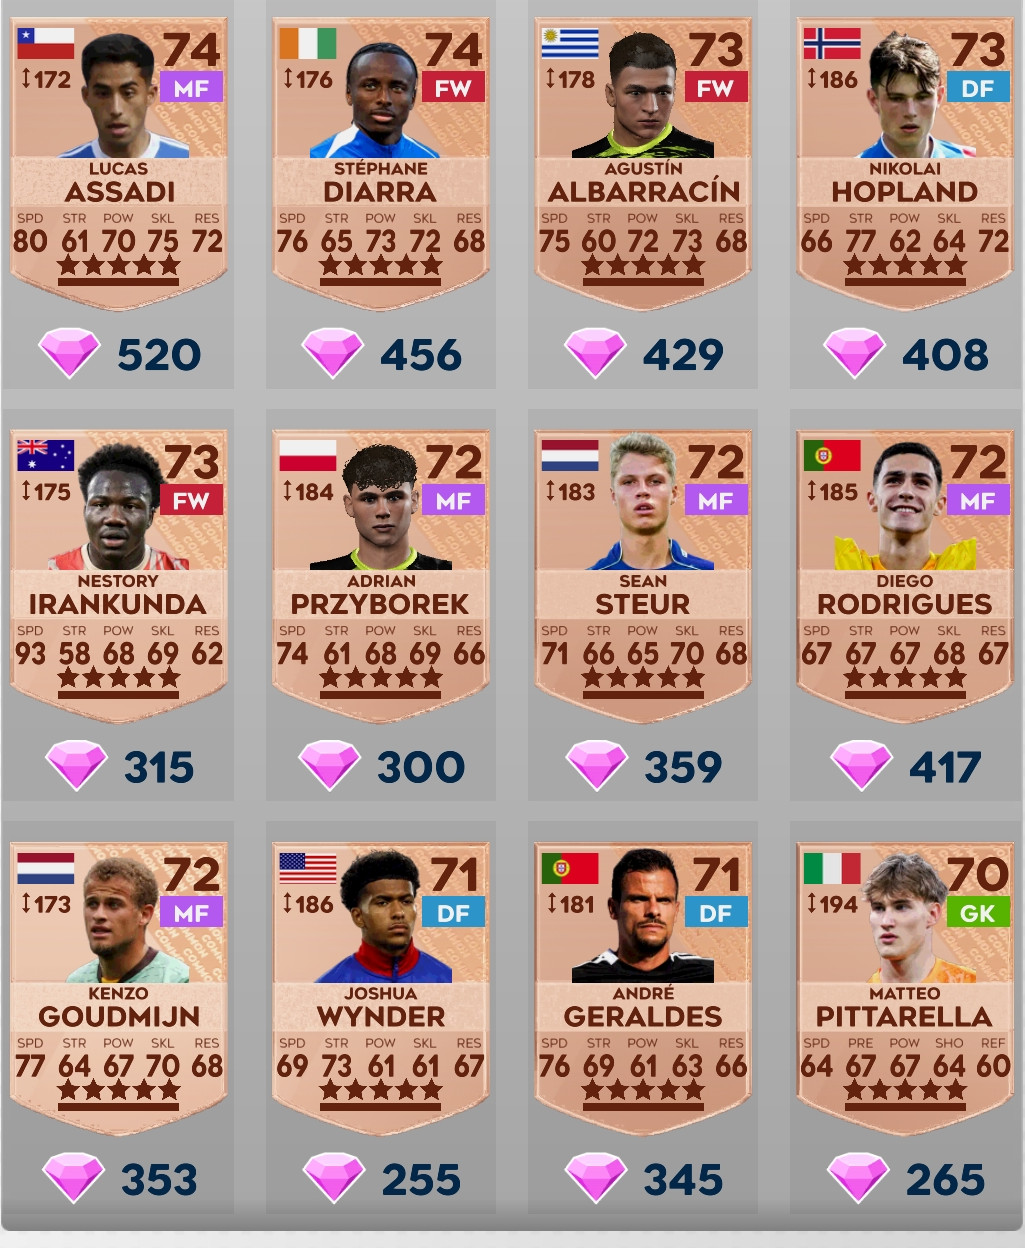 74
172
MF
LUCAS
ASSADI
SPD STR POW SKL RES
80 61 70 75 72
520
74
176
FW
STÉPHANE
DIARRA
SPD STR POW SKL RES
76 65 73 72 68
456
73
178
FW
AGUSTÍN
ALBARRACÍN
SPD STR POW SKL RES
75 60 72 73 68
429
73
186
DF
NIKOLAI
HOPLAND
SPD STR POW SKL RES
66 77 62 64 72
408
73
175
FW
NESTORY
IRANKUNDA
SPD STR POW SKL RES
93 58 68 69 62
315
72
184
MF
ADRIAN
PRZYBOREK
SPD STR POW SKL RES
74 61 68 69 66
300
72
183
MF
SEAN
STEUR
SPD STR POW SKL RES
71 66 65 70 68
359
72
185
MF
DIEGO
RODRIGUES
SPD STR POW SKL RES
67 67 67 68 67
417
72
173
MF
KENZO
GOUDMIJN
SPD STR POW SKL RES
77 64 67 70 68
353
71
186
DF
JOSHUA
WYNDER
SPD STR POW SKL RES
69 73 61 61 67
255
71
181
DF
ANDRÉ
GERALDES
SPD STR POW SKL RES
76 69 61 63 66
345
70
194
GK
MATTEO
PITTARELLA
SPD PRE POW SHO REF
64 67 67 64 60
265